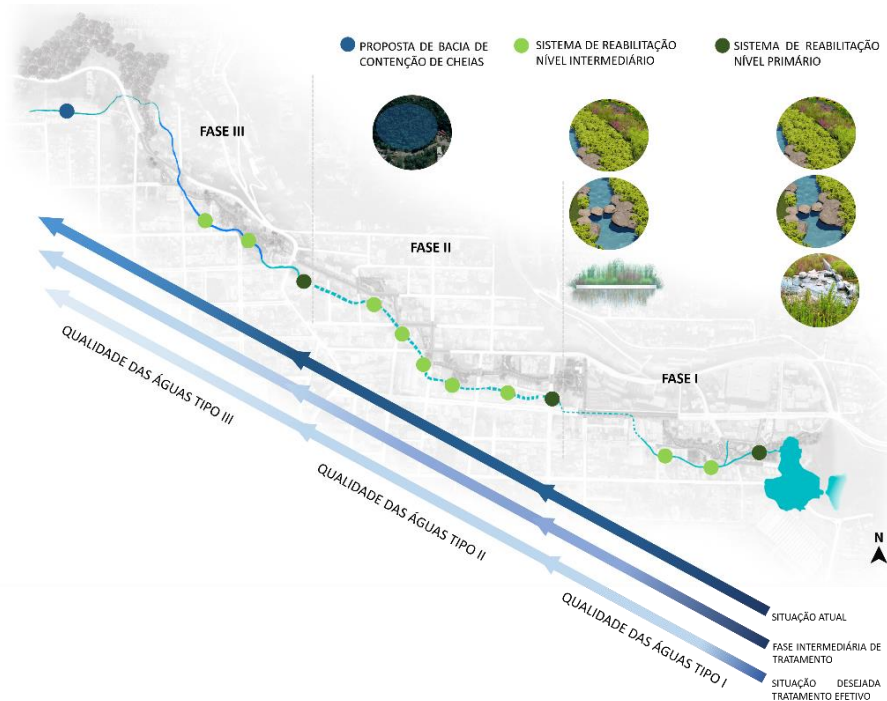 PROPOSTA DE BACIA DE
CONTENÇÃO DE CHEIAS
SISTEMA DE REABILITAÇÃO
NÍVEL INTERMEDIÁRIO
SISTEMA DE REABILITAÇÃO
NÍVEL PRIMÁRIO
FASE III
FASE II
FASE I
QUALIDADE DAS ÁGUAS TIPO III
QUALIDADE DAS ÁGUAS TIPO II
QUALIDADE DAS ÁGUAS TIPO I
N
SITUAÇÃO ATUAL
FASE INTERMEDIÁRIA DE
TRATAMENTO
SITUAÇÃO DESEJADA
TRATAMENTO EFETIVO